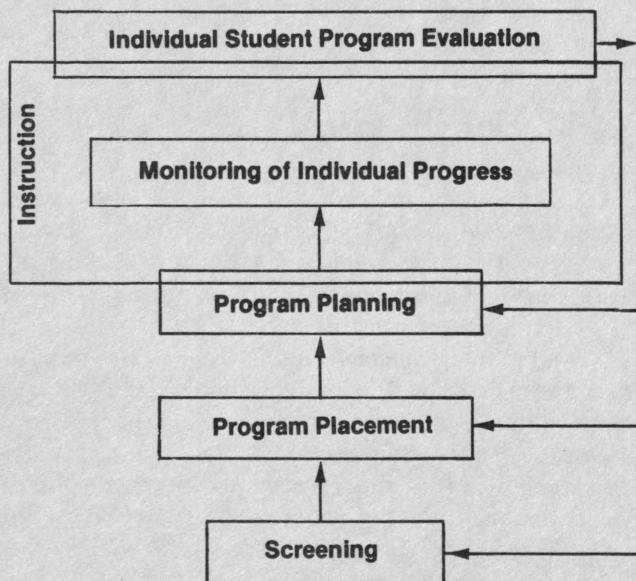 Individual Student Program Evaluation
Instruction
Monitoring of Individual Progress
Program Planning
Program Placement
Screening